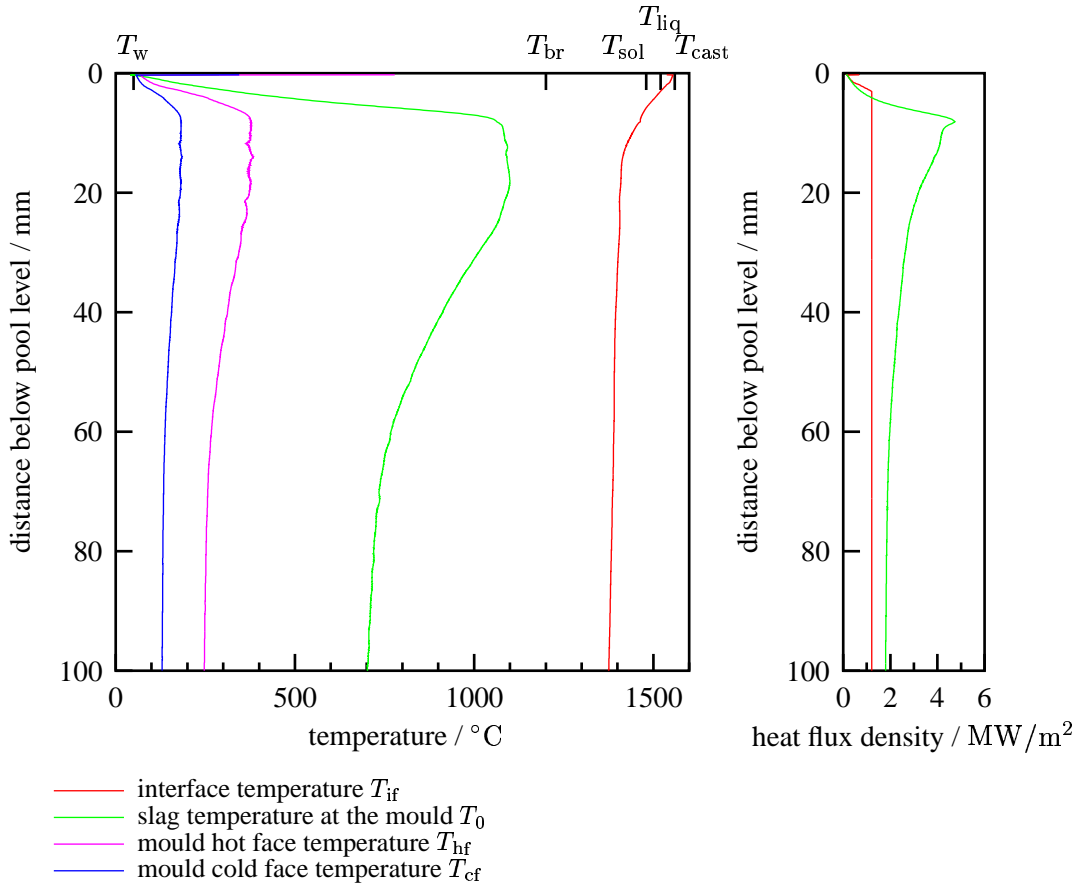 T_liq
T_w T_br T_sol T_cast
0 20 40 60 80 100
distance below pool level / mm
0 500 1000 1500
temperature / °C
0 20 40 60 80 100
distance below pool level / mm
0 2 4 6
heat flux density / MW/m²
interface temperature T_if
slag temperature at the mould T_0
mould hot face temperature T_hf
mould cold face temperature T_cf